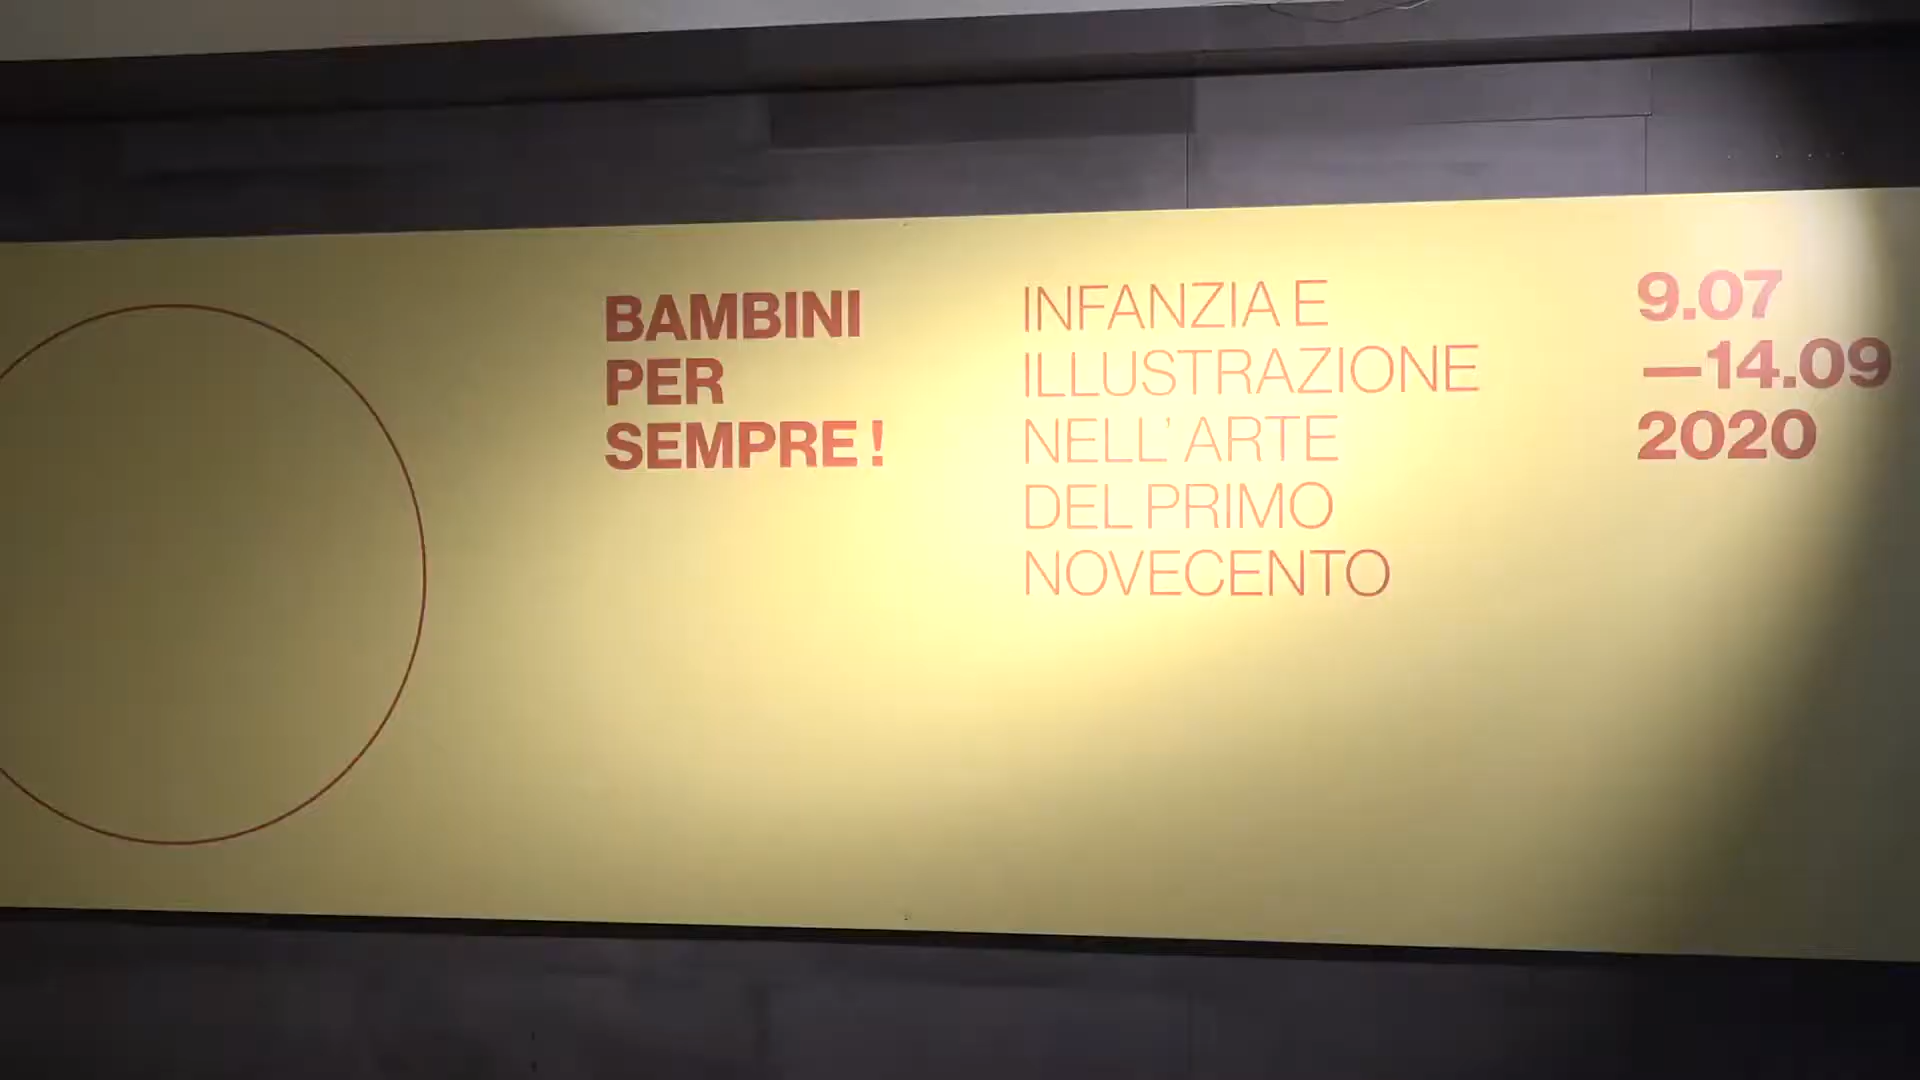 BAMBINI
PER
SEMPRE!
INFANZIA E
ILLUSTRAZIONE
NELL' ARTE
DEL PRIMO
NOVECENTO
9.07
—14.09
2020